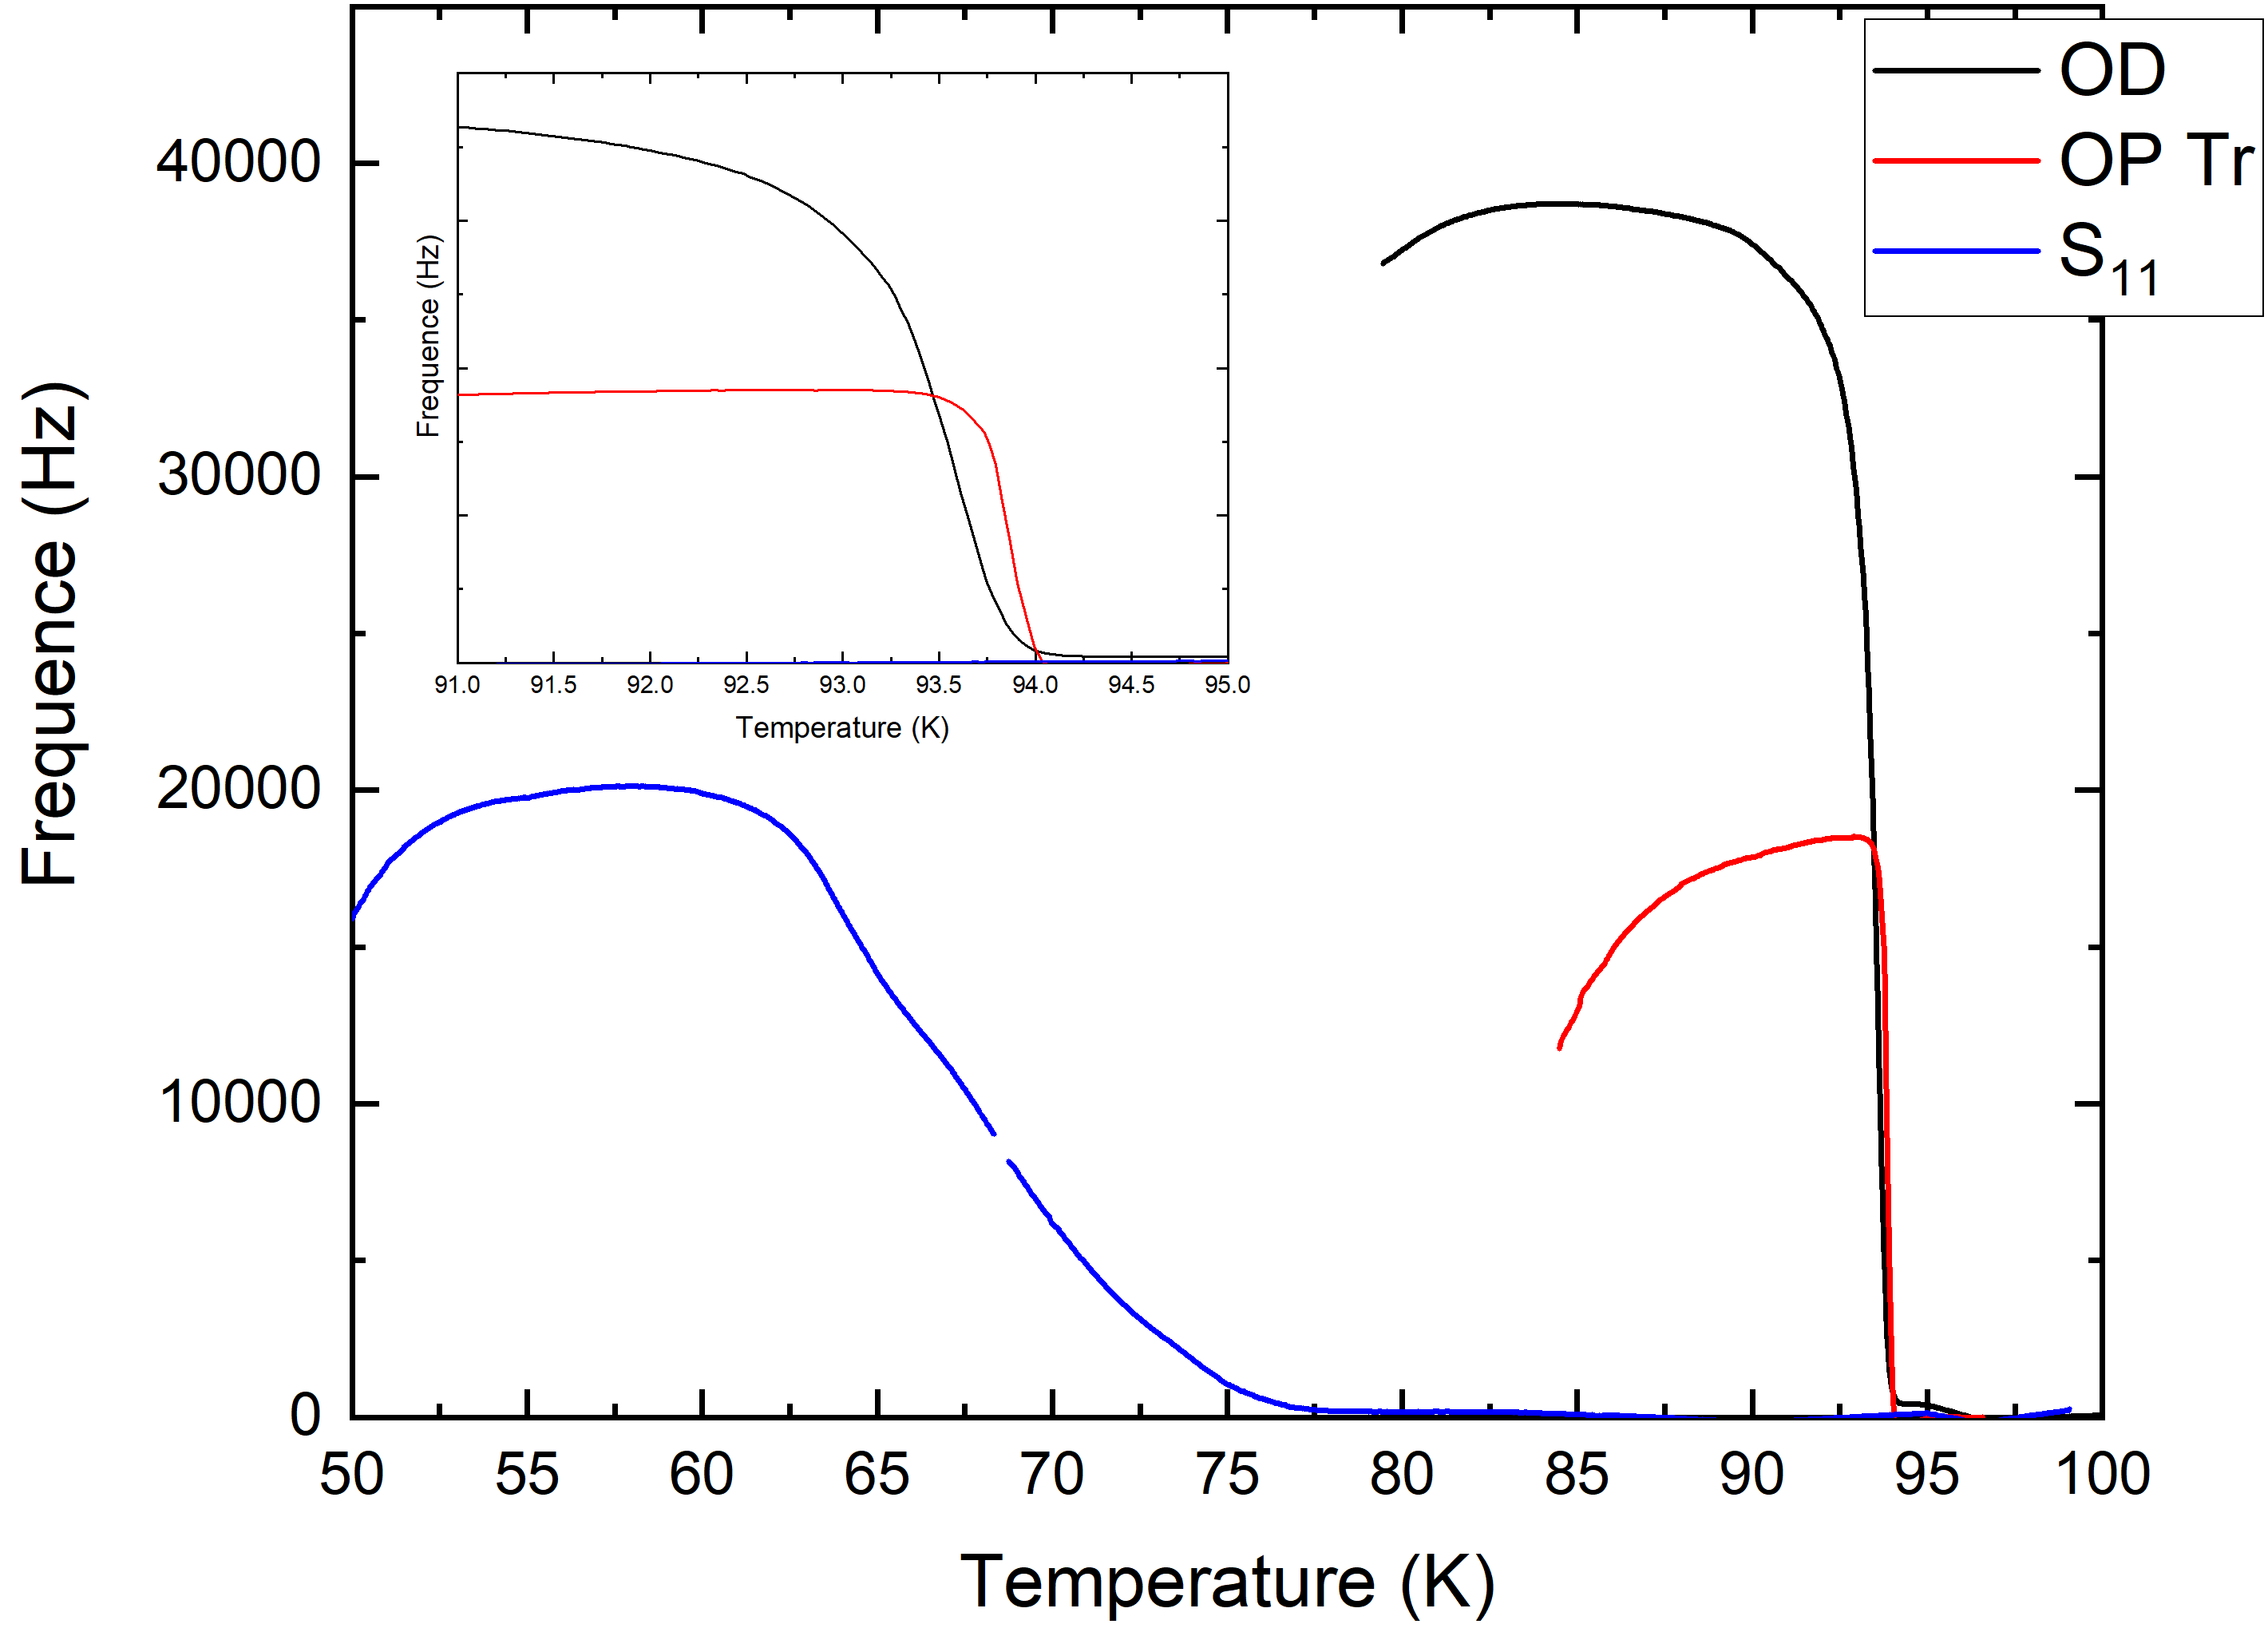 OD
OP Tr
S11
40000
30000
20000
10000
0
Frequence (Hz)
50 55 60 65 70 75 80 85 90 95 100
Temperature (K)
Frequence (Hz)
91.0 91.5 92.0 92.5 93.0 93.5 94.0 94.5 95.0
Temperature (K)